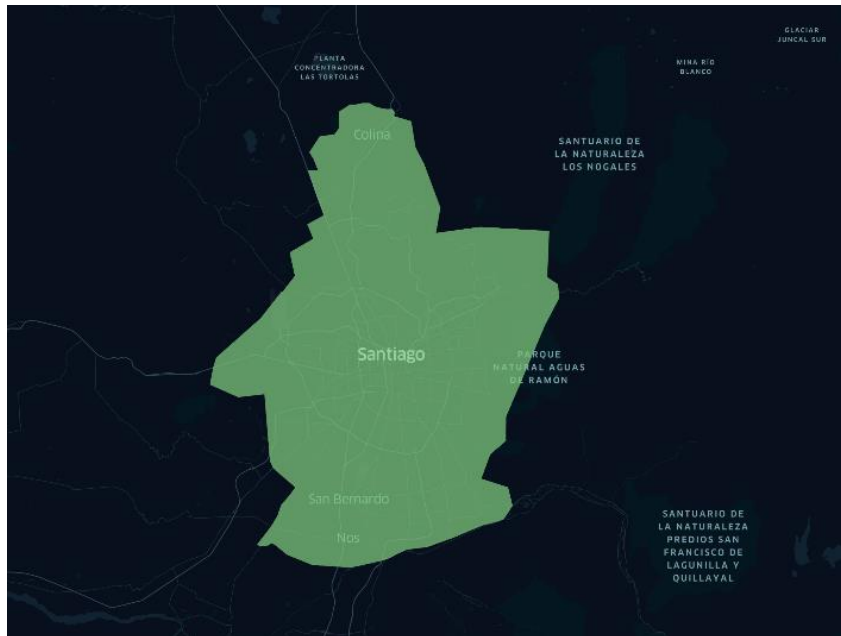 GLACIAR
JUNCAL SUR
PLANTA
CONCENTRADORA
LAS TORTOLAS
MINA RÍO
BLANCO
Colina
SANTUARIO DE
LA NATURALEZA
LOS NOGALES
Santiago
PARQUE
NATURAL AGUAS
DE RAMÓN
San Bernardo
Nos
SANTUARIO DE
LA NATURALEZA
PREDIOS SAN
FRANCISCO DE
LAGUNILLA Y
QUILLAYAL